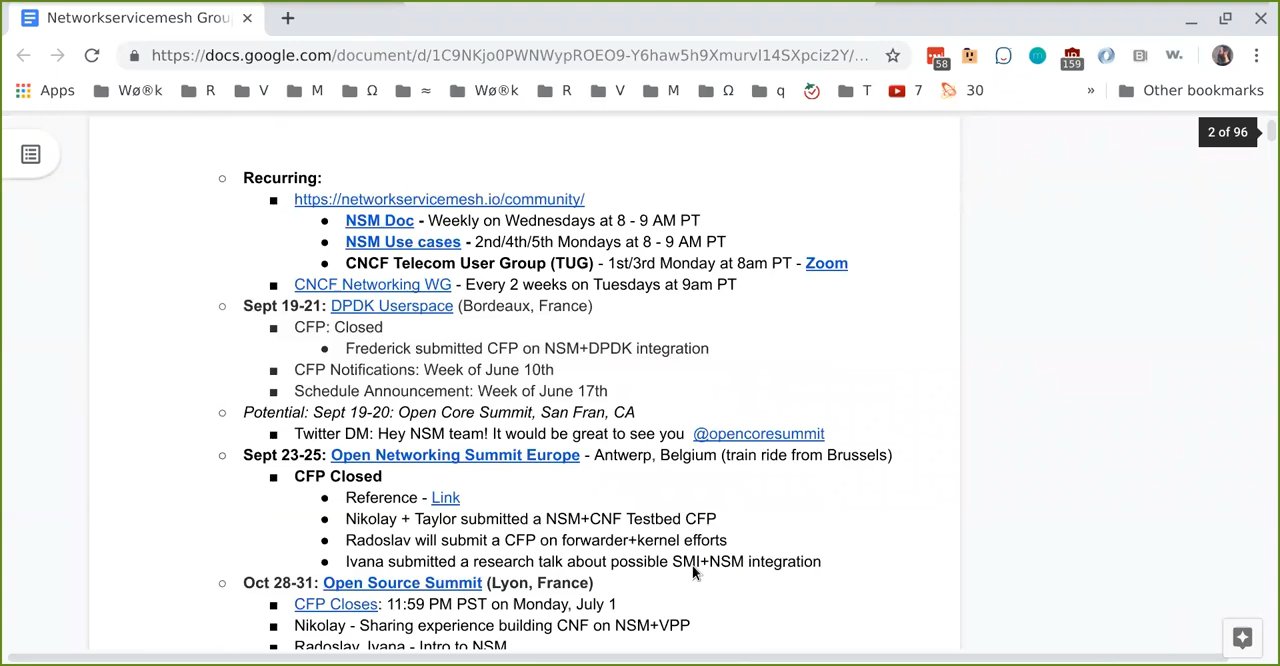 Networkservicemesh Grou
https://docs.google.com/document/d/1C9NKjo0PWNWypROEO9-Y6haw5h9XmurvI14SXpciz2Y/...
58
159
W.
Apps Wø®k R V M Ω ≈ Wø®k R V M Ω q T 7 30 » Other bookmarks
2 of 96
Recurring:
https://networkservicemesh.io/community/
NSM Doc - Weekly on Wednesdays at 8 - 9 AM PT
NSM Use cases - 2nd/4th/5th Mondays at 8 - 9 AM PT
CNCF Telecom User Group (TUG) - 1st/3rd Monday at 8am PT - Zoom
CNCF Networking WG - Every 2 weeks on Tuesdays at 9am PT
Sept 19-21: DPDK Userspace (Bordeaux, France)
CFP: Closed
Frederick submitted CFP on NSM+DPDK integration
CFP Notifications: Week of June 10th
Schedule Announcement: Week of June 17th
Potential: Sept 19-20: Open Core Summit, San Fran, CA
Twitter DM: Hey NSM team! It would be great to see you @opencoresummit
Sept 23-25: Open Networking Summit Europe - Antwerp, Belgium (train ride from Brussels)
CFP Closed
Reference - Link
Nikolay + Taylor submitted a NSM+CNF Testbed CFP
Radoslav will submit a CFP on forwarder+kernel efforts
Ivana submitted a research talk about possible SMI+NSM integration
Oct 28-31: Open Source Summit (Lyon, France)
CFP Closes: 11:59 PM PST on Monday, July 1
Nikolay - Sharing experience building CNF on NSM+VPP
Radoslav, Ivana - Intro to NSM